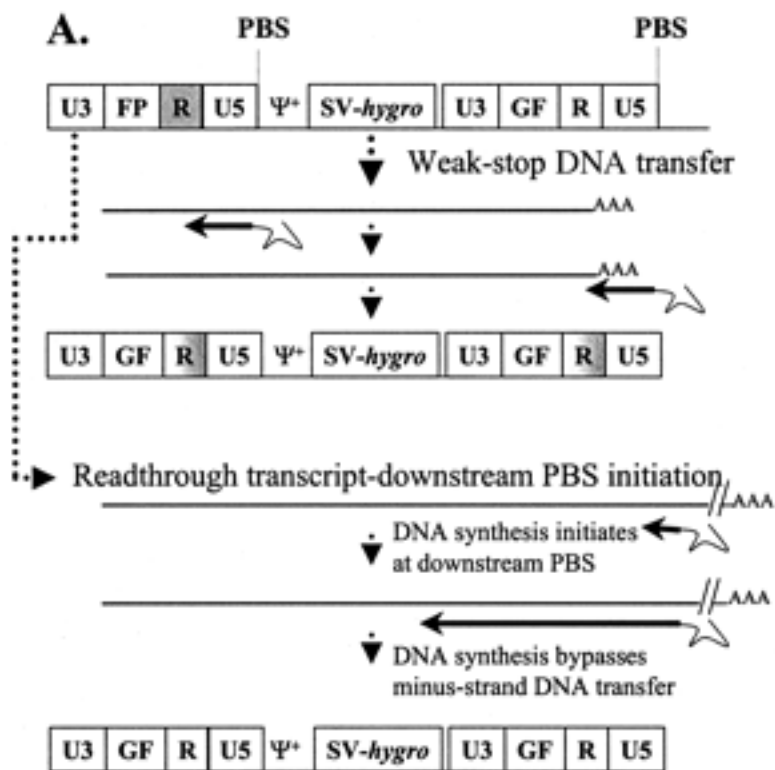 A.
PBS PBS
U3 FP R U5 Ψ+ SV-hygro U3 GF R U5
Weak-stop DNA transfer
AAA
AAA
U3 GF R U5 Ψ+ SV-hygro U3 GF R U5
Readthrough transcript-downstream PBS initiation
AAA
DNA synthesis initiates
at downstream PBS
AAA
DNA synthesis bypasses
minus-strand DNA transfer
U3 GF R U5 Ψ+ SV-hygro U3 GF R U5